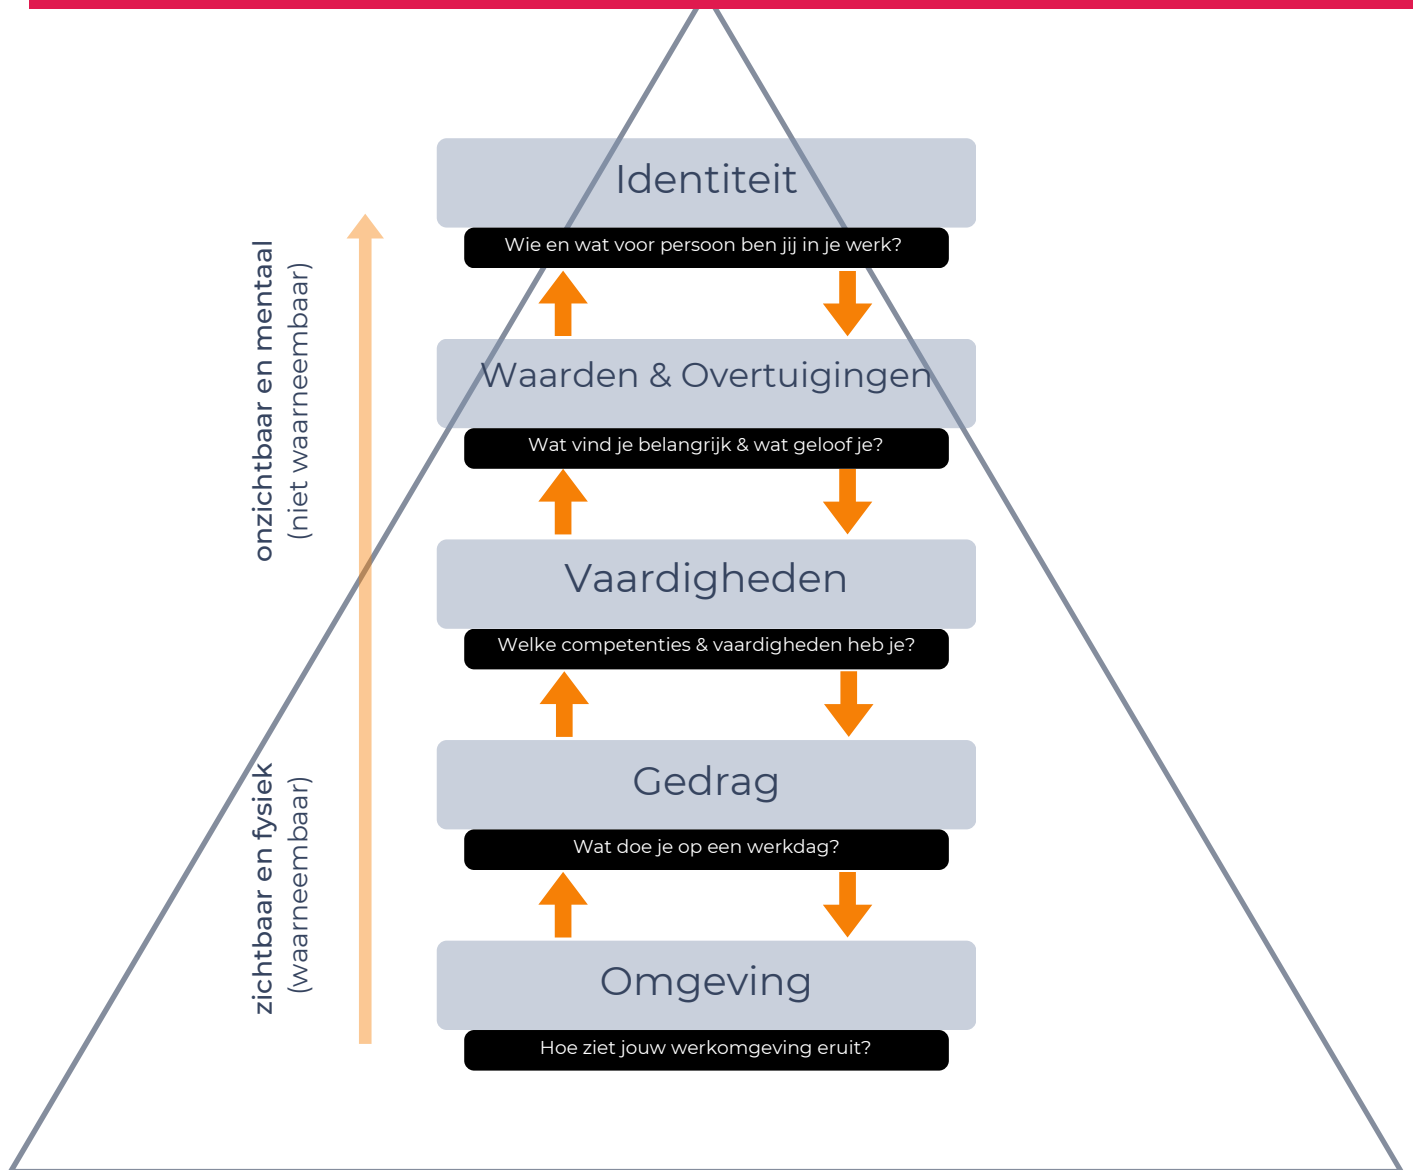 Identiteit
Wie en wat voor persoon ben jij in je werk?
Waarden & Overtuigingen
Wat vind je belangrijk & wat geloof je?
Vaardigheden
Welke competenties & vaardigheden heb je?
Gedrag
Wat doe je op een werkdag?
Omgeving
Hoe ziet jouw werkomgeving eruit?
onzichtbaar en mentaal
(niet waarneembaar)
zichtbaar en fysiek
(waarneembaar)